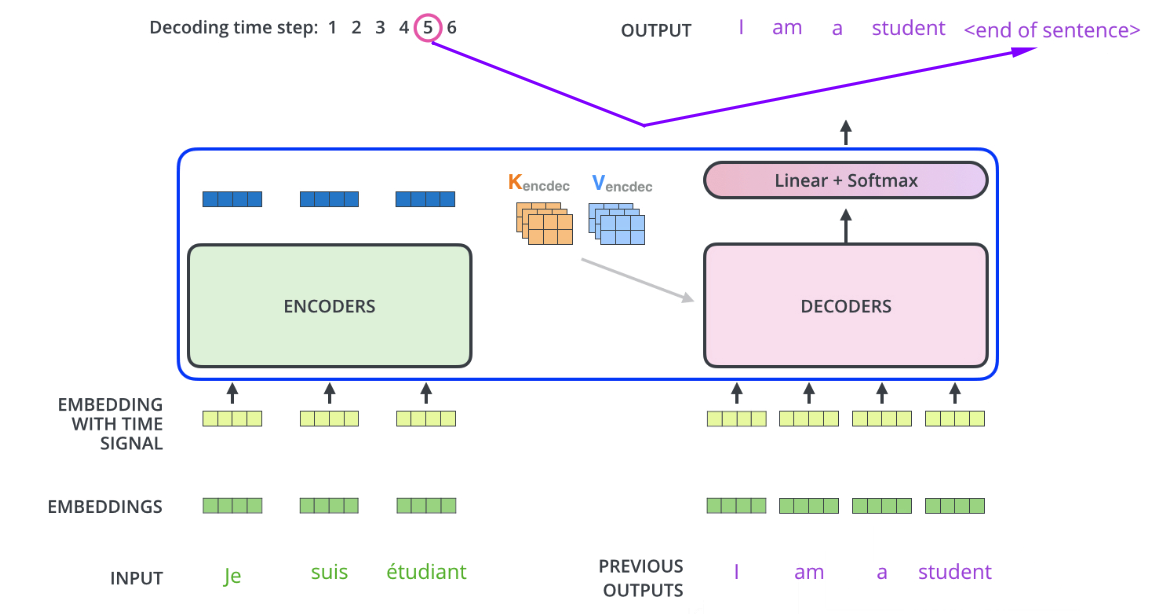 Decoding time step: 1 2 3 4 5 6
OUTPUT I am a student <end of sentence>
Kencdec Vencdec
Linear + Softmax
ENCODERS
DECODERS
EMBEDDING
WITH TIME
SIGNAL
EMBEDDINGS
INPUT Je suis étudiant
PREVIOUS
OUTPUTS
I am a student